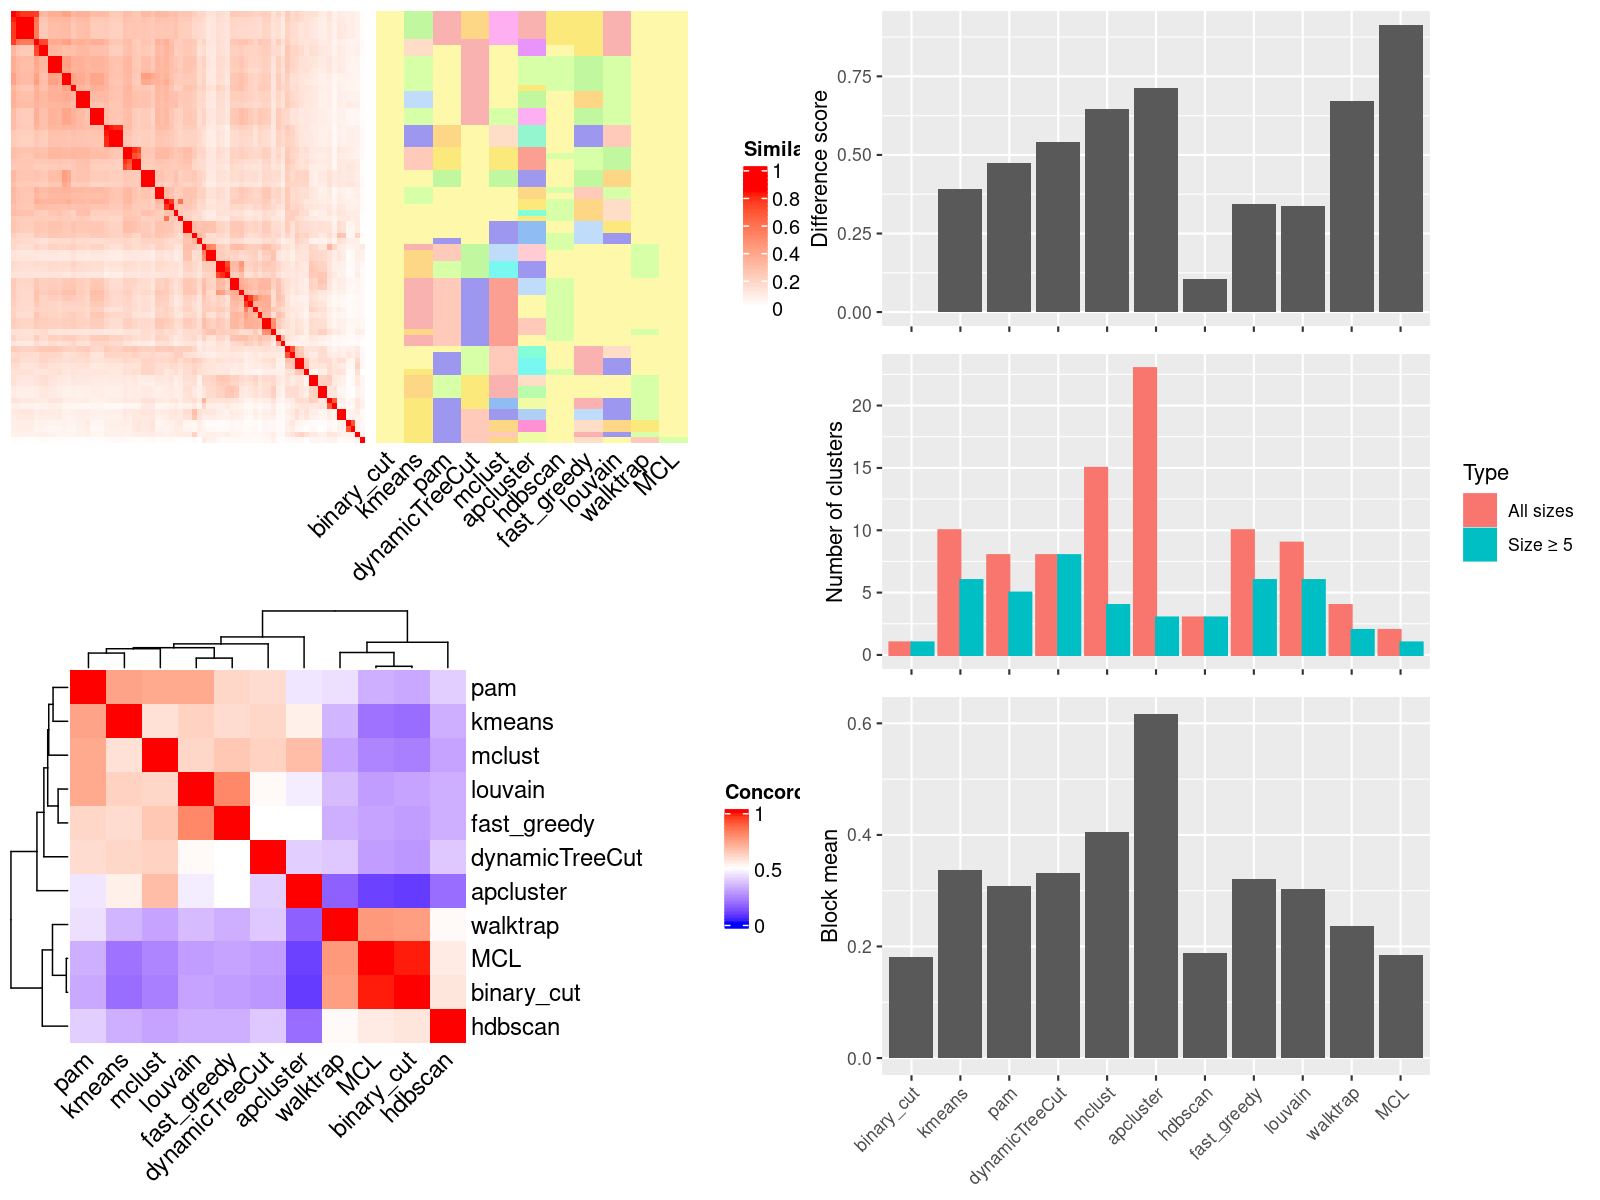 Simila
1
0.8
0.6
0.4
0.2
0
binary_cut
kmeans
pam
dynamicTreeCut
mclust
apcluster
hdbscan
fast_greedy
louvain
walktrap
MCL
pam
kmeans
mclust
louvain
fast_greedy
dynamicTreeCut
apcluster
walktrap
MCL
binary_cut
hdbscan
pam
kmeans
mclust
louvain
fast_greedy
dynamicTreeCut
apcluster
walktrap
MCL
binary_cut
hdbscan
Concord
1
0.5
0
Difference score
0.75
0.50
0.25
0.00
Number of clusters
20
15
10
5
0
Type
All sizes
Size ≥ 5
Block mean
0.6
0.4
0.2
0.0
binary_cut
kmeans
pam
dynamicTreeCut
mclust
apcluster
hdbscan
fast_greedy
louvain
walktrap
MCL